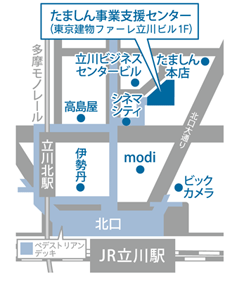 たましん事業支援センター
(東京建物ファーレ立川ビル1F)
多摩モノレール
立川ビジネス
センタービル
たましん
本店
高島屋
シネマ
シティ
北口大通り
立川北駅
伊勢丹
modi
ビック
カメラ
北口
ペデストリアン
デッキ
JR立川駅